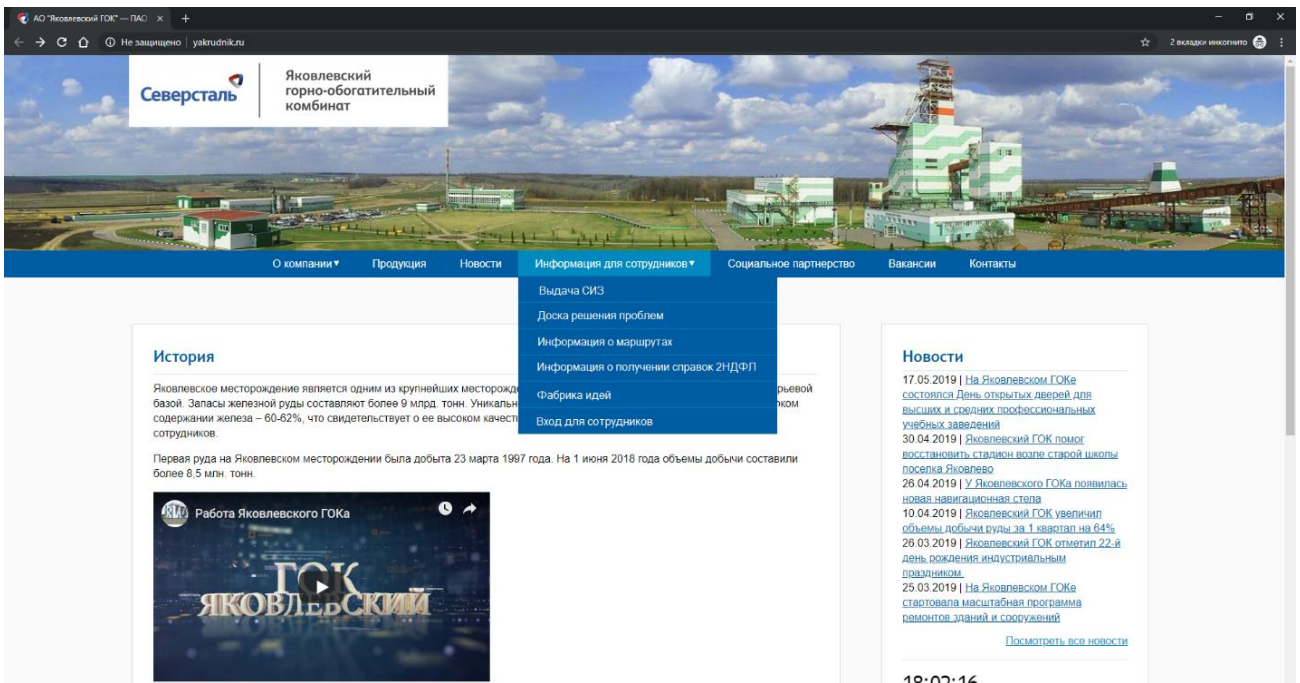 АО "Яковлевский ГОК" — ПАО
Не защищено yakrudnik.ru
2 вкладки инкогнито
Северсталь
Яковлевский
горно-обогатительный
комбинат
О компании▼ Продукция Новости Информация для сотрудников▼ Социальное партнерство Вакансии Контакты
Выдача СИЗ
Доска решения проблем
Информация о маршрутах
Информация о получении справок 2НДФЛ
Фабрика идей
Вход для сотрудников
История
Яковлевское месторождение является одним из крупнейших месторожд рьевой
базой. Запасы железной руды составляют более 9 млрд. тонн. Уникальн оком
содержании железа – 60-62%, что свидетельствует о ее высоком качест
сотрудников.
Первая руда на Яковлевском месторождении была добыта 23 марта 1997 года. На 1 июня 2018 года объемы добычи составили
более 8,5 млн. тонн.
Работа Яковлевского ГОКа
ГОК
ЯКОВЛЕВСКИЙ
Новости
17.05.2019 | На Яковлевском ГОКе
состоялся День открытых дверей для
высших и средних профессиональных
учебных заведений
30.04.2019 | Яковлевский ГОК помог
восстановить стадион возле старой школы
поселка Яковлево
26.04.2019 | У Яковлевского ГОКа появилась
новая навигационная стела
10.04.2019 | Яковлевский ГОК увеличил
объемы добычи руды за 1 квартал на 64%
26.03.2019 | Яковлевский ГОК отметил 22-й
день рождения индустриальным
праздником.
25.03.2019 | На Яковлевском ГОКе
стартовала масштабная программа
ремонтов зданий и сооружений
Посмотреть все новости
18:02:16